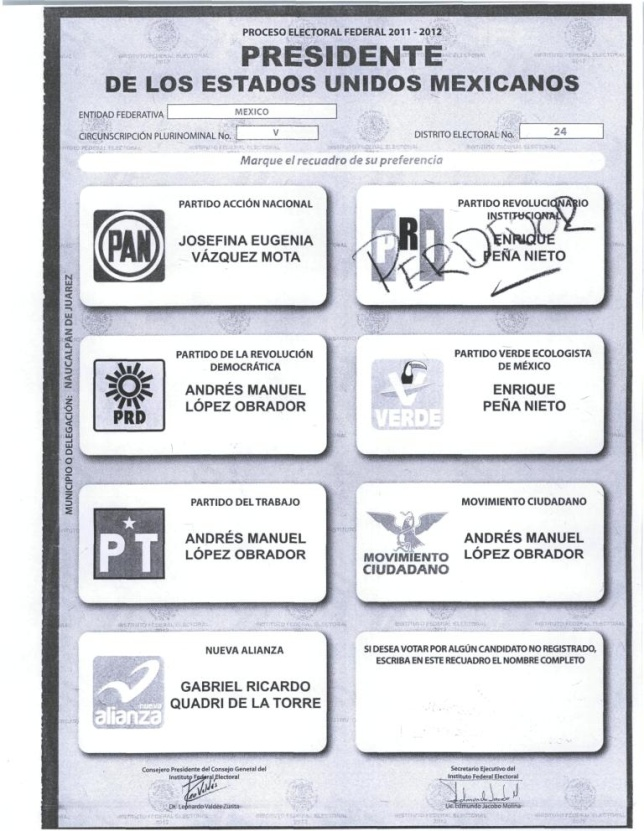 PROCESO ELECTORAL FEDERAL 2011 - 2012
PRESIDENTE
DE LOS ESTADOS UNIDOS MEXICANOS
ENTIDAD FEDERATIVA MEXICO
CIRCUNSCRIPCIÓN PLURINOMINAL No. V
DISTRITO ELECTORAL No. 24
Marque el recuadro de su preferencia
MUNICIPIO O DELEGACIÓN: NAUCALPAN DE JUAREZ
PARTIDO ACCIÓN NACIONAL
PAN
JOSEFINA EUGENIA
VÁZQUEZ MOTA
PARTIDO REVOLUCIONARIO
INSTITUCIONAL
PRI
ENRIQUE
PEÑA NIETO
PERDEDOR
PARTIDO DE LA REVOLUCIÓN
DEMOCRÁTICA
PRD
ANDRÉS MANUEL
LÓPEZ OBRADOR
PARTIDO VERDE ECOLOGISTA
DE MÉXICO
VERDE
ENRIQUE
PEÑA NIETO
PARTIDO DEL TRABAJO
PT
ANDRÉS MANUEL
LÓPEZ OBRADOR
MOVIMIENTO CIUDADANO
MOVIMIENTO
CIUDADANO
ANDRÉS MANUEL
LÓPEZ OBRADOR
NUEVA ALIANZA
nueva
alianza
GABRIEL RICARDO
QUADRI DE LA TORRE
SI DESEA VOTAR POR ALGÚN CANDIDATO NO REGISTRADO,
ESCRIBA EN ESTE RECUADRO EL NOMBRE COMPLETO
Consejero Presidente del Consejo General del
Instituto Federal Electoral
Dr. Leonardo Valdés Zurita
Secretario Ejecutivo del
Instituto Federal Electoral
Lic. Edmundo Jacobo Molina